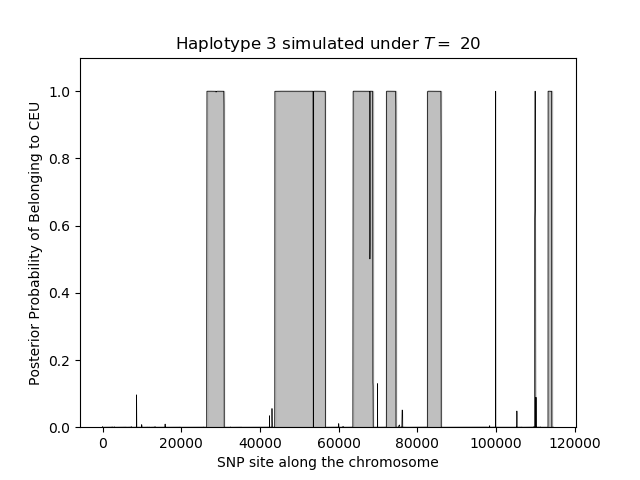 Haplotype 3 simulated under T = 20
Posterior Probability of Belonging to CEU
1.0
0.8
0.6
0.4
0.2
0.0
0 20000 40000 60000 80000 100000 120000
SNP site along the chromosome